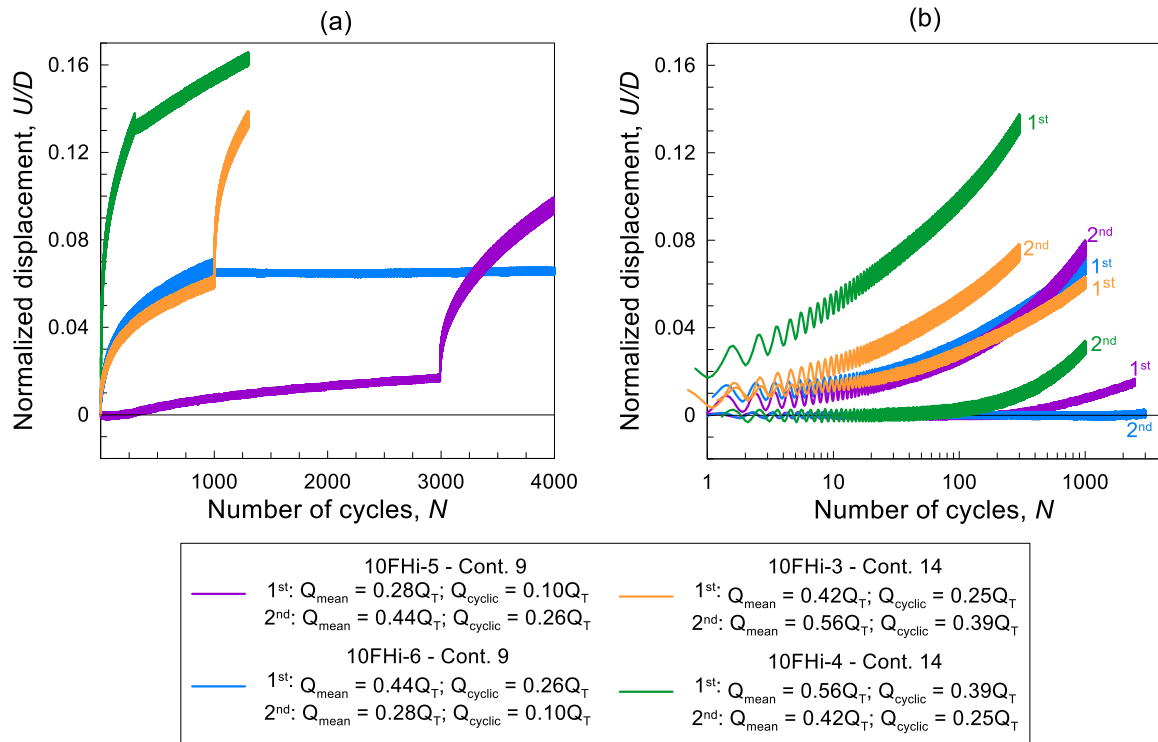 (a)
Normalized displacement, U/D
0.16
0.12
0.08
0.04
0
0
1000
2000
3000
4000
Number of cycles, N
(b)
Normalized displacement, U/D
0.16
0.12
0.08
0.04
0
1st
2nd
2nd
1st
1st
2nd
1st
2nd
1
10
100
1000
Number of cycles, N
10FHi-5 - Cont. 9
1st: Qmean = 0.28QT; Qcyclic = 0.10QT
2nd: Qmean = 0.44QT; Qcyclic = 0.26QT
10FHi-6 - Cont. 9
1st: Qmean = 0.44QT; Qcyclic = 0.26QT
2nd: Qmean = 0.28QT; Qcyclic = 0.10QT
10FHi-3 - Cont. 14
1st: Qmean = 0.42QT; Qcyclic = 0.25QT
2nd: Qmean = 0.56QT; Qcyclic = 0.39QT
10FHi-4 - Cont. 14
1st: Qmean = 0.56QT; Qcyclic = 0.39QT
2nd: Qmean = 0.42QT; Qcyclic = 0.25QT